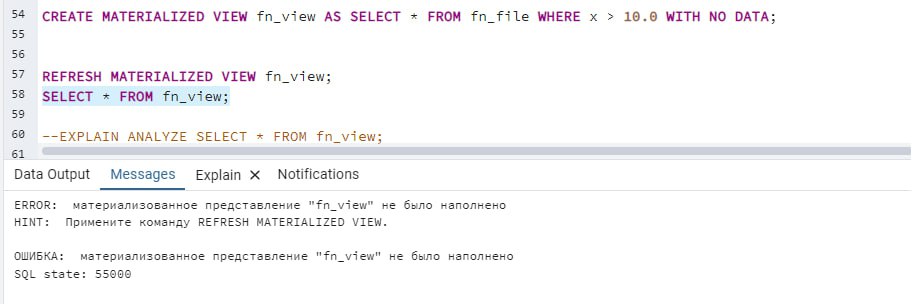 54 CREATE MATERIALIZED VIEW fn_view AS SELECT * FROM fn_file WHERE x > 10.0 WITH NO DATA;
55
56
57 REFRESH MATERIALIZED VIEW fn_view;
58 SELECT * FROM fn_view;
59
60 --EXPLAIN ANALYZE SELECT * FROM fn_view;
61
Data Output Messages Explain × Notifications
ERROR: материализованное представление "fn_view" не было наполнено
HINT: Примените команду REFRESH MATERIALIZED VIEW.
ОШИБКА: материализованное представление "fn_view" не было наполнено
SQL state: 55000